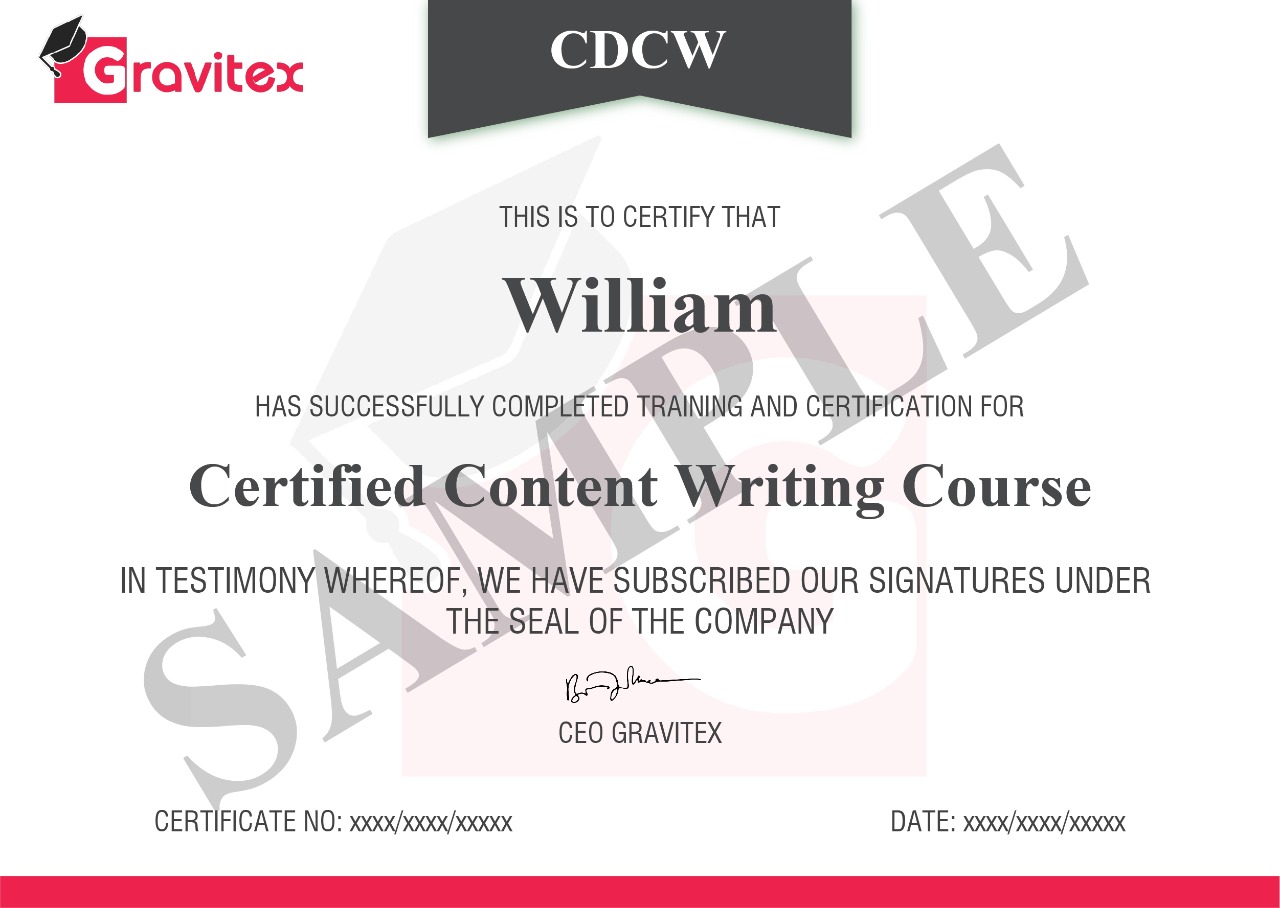 Gravitex
CDCW
THIS IS TO CERTIFY THAT
William
HAS SUCCESSFULLY COMPLETED TRAINING AND CERTIFICATION FOR
Certified Content Writing Course
IN TESTIMONY WHEREOF, WE HAVE SUBSCRIBED OUR SIGNATURES UNDER
THE SEAL OF THE COMPANY
CEO GRAVITEX
CERTIFICATE NO: xxxx/xxxx/xxxxx
DATE: xxxx/xxxx/xxxxx
SAMPLE